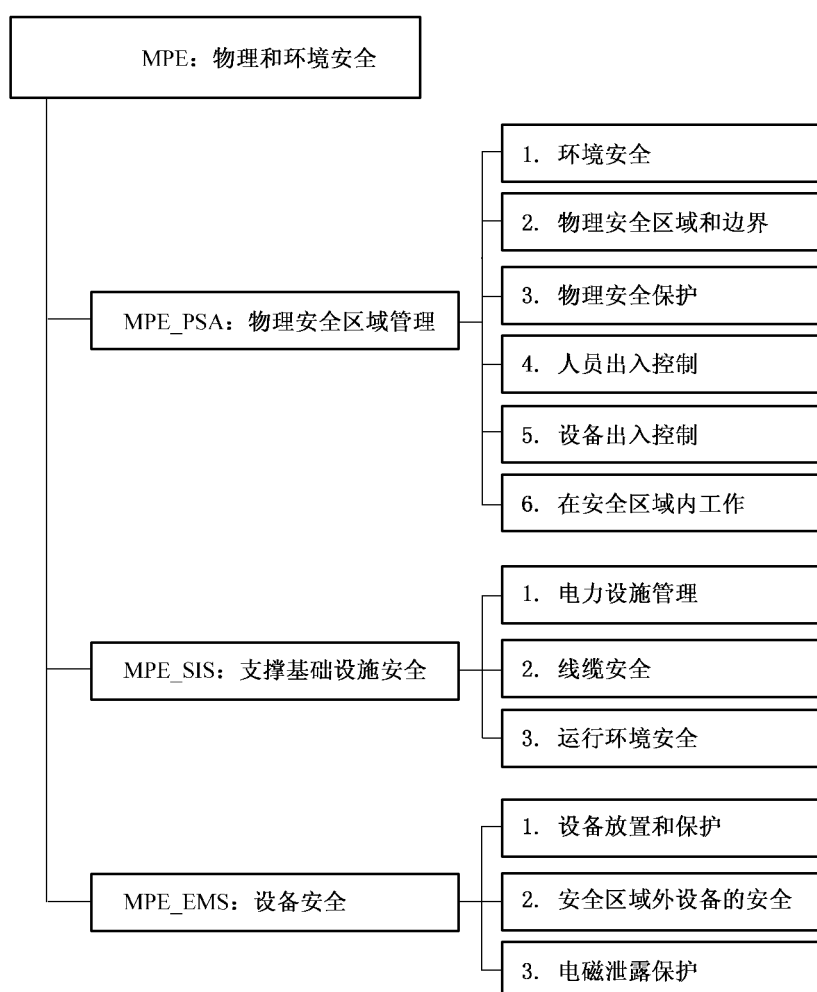 MPE：物理和环境安全
MPE_PSA：物理安全区域管理
1. 环境安全
2. 物理安全区域和边界
3. 物理安全保护
4. 人员出入控制
5. 设备出入控制
6. 在安全区域内工作
MPE_SIS：支撑基础设施安全
1. 电力设施管理
2. 线缆安全
3. 运行环境安全
MPE_EMS：设备安全
1. 设备放置和保护
2. 安全区域外设备的安全
3. 电磁泄露保护